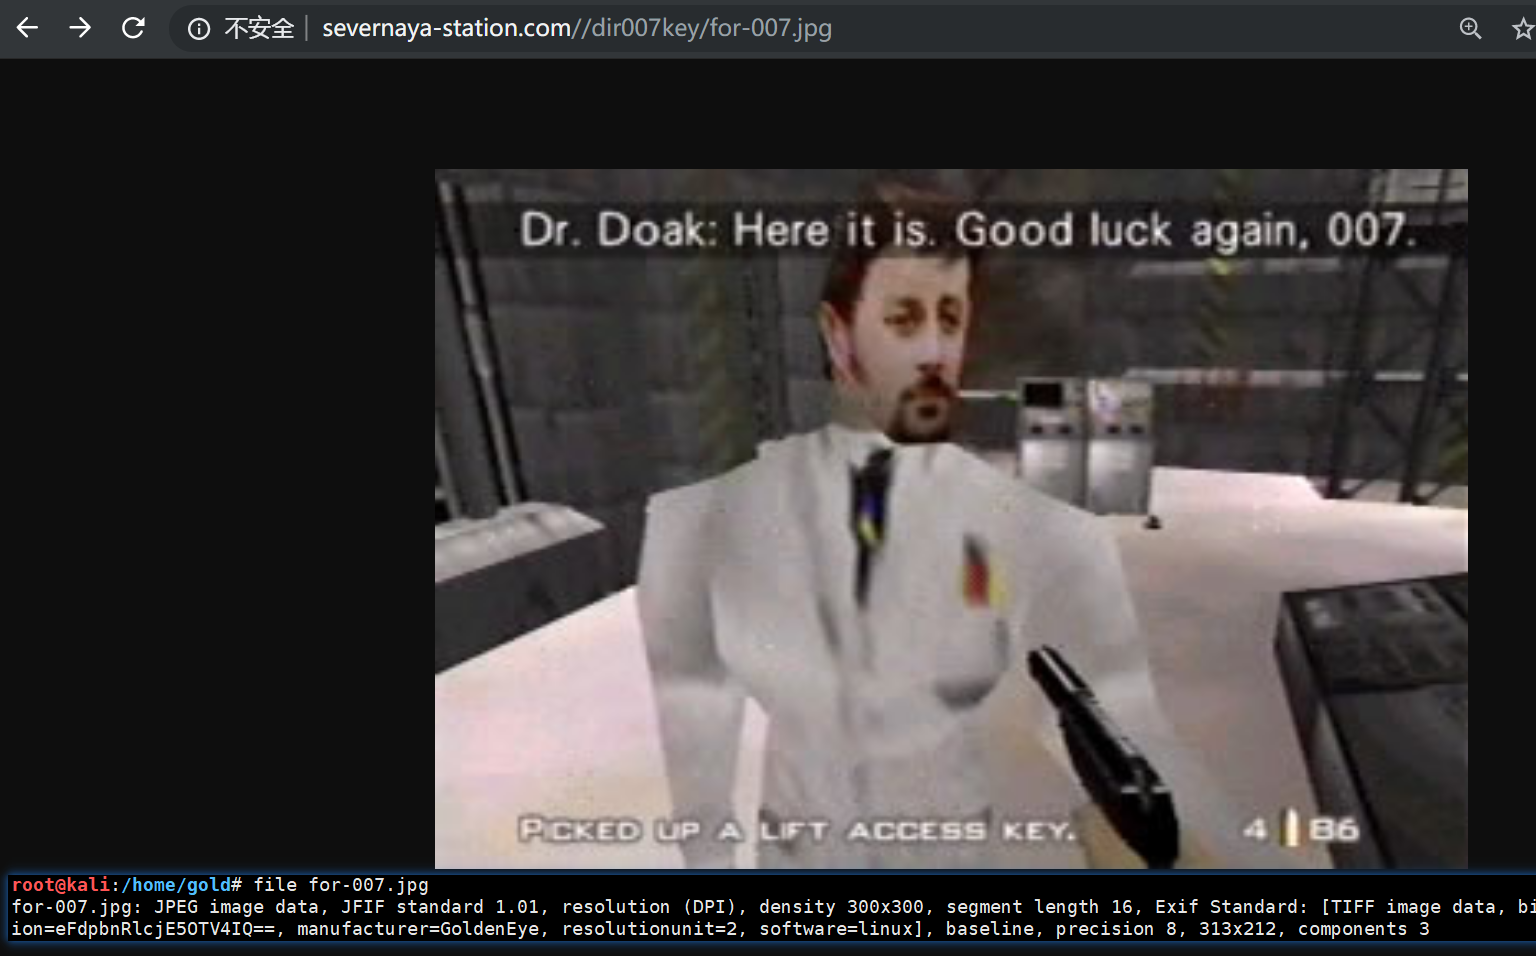 不安全 severnaya-station.com//dir007key/for-007.jpg
Dr. Doak: Here it is. Good luck again, 007.
PICKED UP A LIFT ACCESS KEY.
4 86
root@kali:/home/gold# file for-007.jpg
for-007.jpg: JPEG image data, JFIF standard 1.01, resolution (DPI), density 300x300, segment length 16, Exif Standard: [TIFF image data, bi
ion=eFdpbnRlcjE5OTV4IQ==, manufacturer=GoldenEye, resolutionunit=2, software=linux], baseline, precision 8, 313x212, components 3